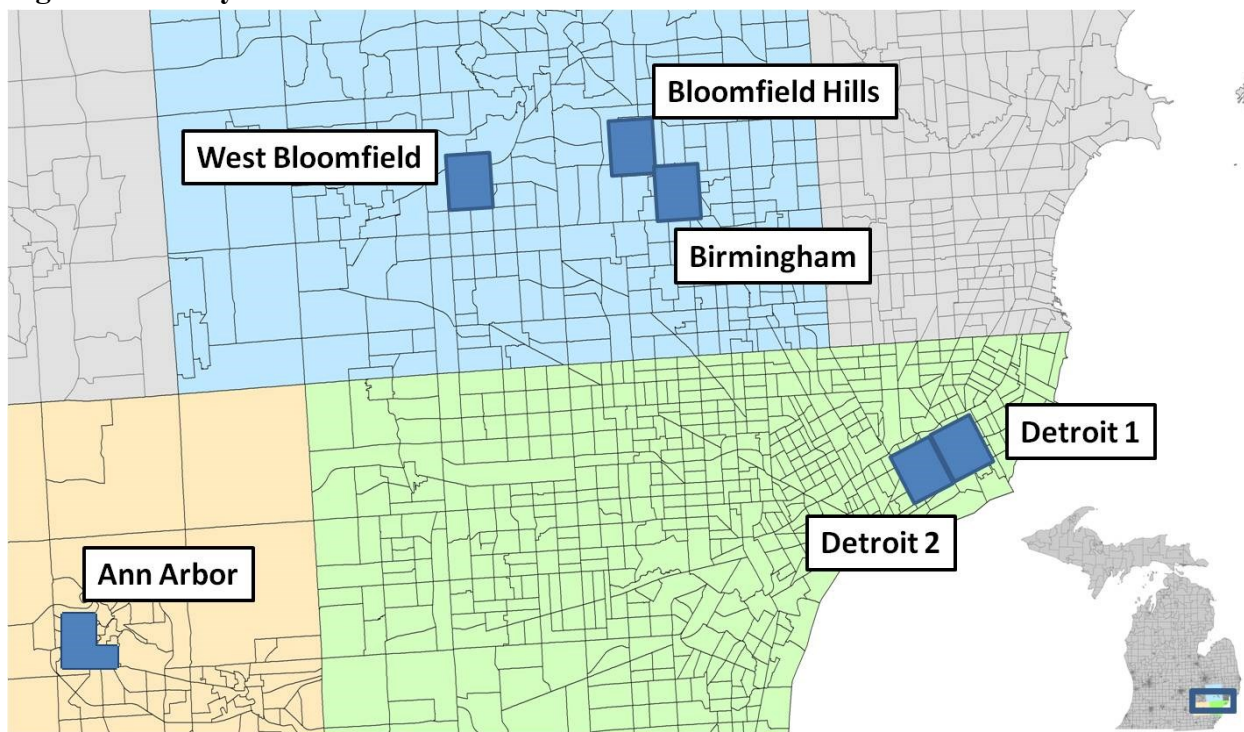 Bloomfield Hills
West Bloomfield
Birmingham
Detroit 1
Detroit 2
Ann Arbor